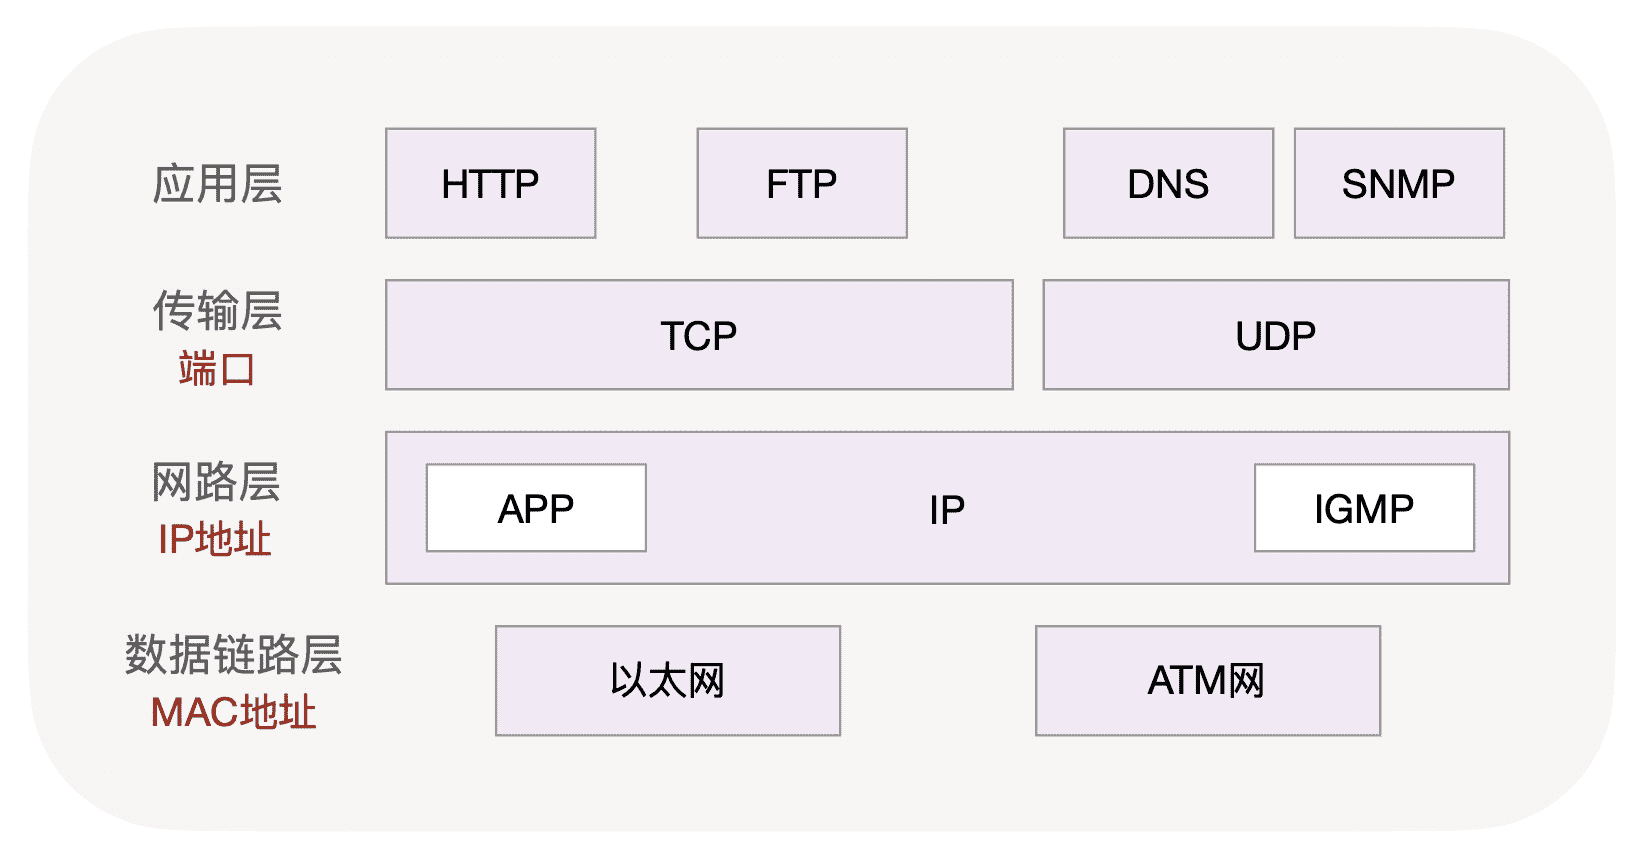 应用层
HTTP
FTP
DNS
SNMP
传输层
端口
TCP
UDP
网路层
IP地址
APP
IP
IGMP
数据链路层
MAC地址
以太网
ATM网